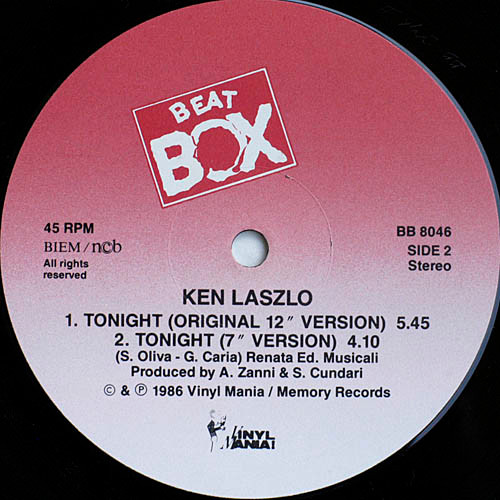 BEAT
BOX
45 RPM
BIEM/ncb
All rights
reserved
BB 8046
SIDE 2
Stereo
KEN LASZLO
1. TONIGHT (ORIGINAL 12" VERSION) 5.45
2. TONIGHT (7" VERSION) 4.10
(S. Oliva - G. Caria) Renata Ed. Musicali
Produced by A. Zanni & S. Cundari
© & ℗ 1986 Vinyl Mania / Memory Records
VINYL
MANIA!